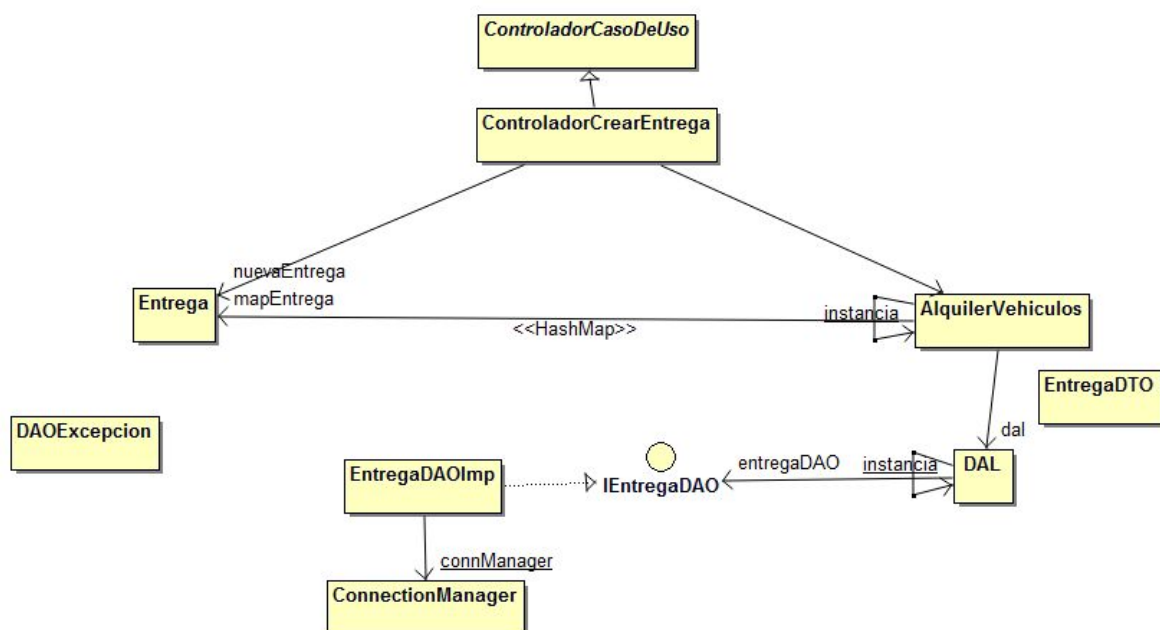 ControladorCasoDeUso
ControladorCrearEntrega
nuevaEntrega
Entrega
mapEntrega
<<HashMap>>
instancia
AlquilerVehiculos
EntregaDTO
DAOExcepcion
dal
EntregaDAOImp
IEntregaDAO
entregaDAO
instancia
DAL
connManager
ConnectionManager